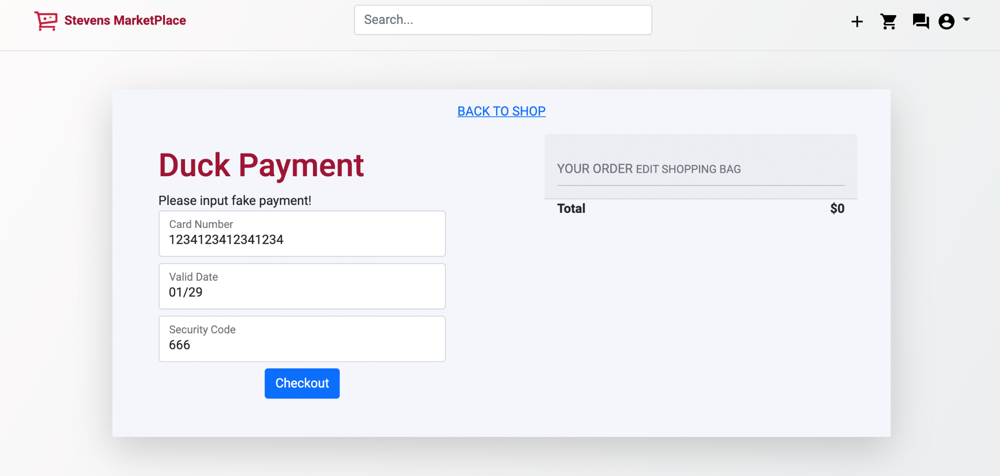 Stevens MarketPlace
Search...
BACK TO SHOP
Duck Payment
Please input fake payment!
Card Number
1234123412341234
Valid Date
01/29
Security Code
666
Checkout
YOUR ORDER EDIT SHOPPING BAG
Total $0